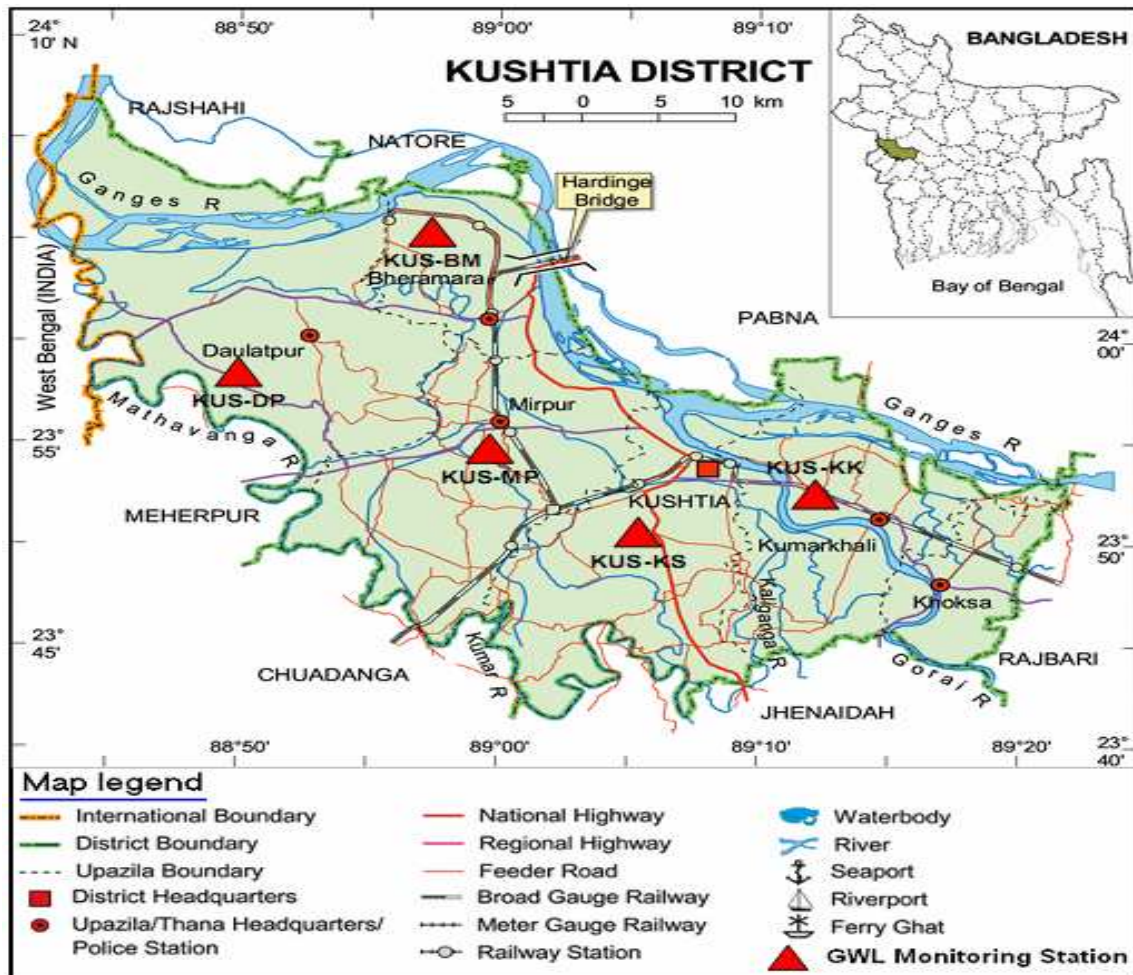 24°
10' N
88°50'
89°00'
89°10'
BANGLADESH
Bay of Bengal
KUSHTIA DISTRICT
5 0 5 10 km
RAJSHAHI
NATORE
Ganges R
Hardinge
Bridge
West Bengal (INDIA)
KUS-BM
Bheramara
PABNA
24°
00'
Daulatpur
KUS-DP
Mathavanga R
Mirpur
KUS-MP
Ganges R
23°
55'
KUS-KK
MEHERPUR
KUSHTIA
Kumarkhali
23°
50'
KUS-KS
Khoksa
Kaliganga R
23°
45'
CHUADANGA
Kumar R
RAJBARI
Gorai R
JHENAIDAH
88°50'
89°00'
89°10'
89°20'
23°
40'
Map legend
International Boundary
District Boundary
Upazila Boundary
District Headquarters
Upazila/Thana Headquarters/
Police Station
National Highway
Regional Highway
Feeder Road
Broad Gauge Railway
Meter Gauge Railway
Railway Station
Waterbody
River
Seaport
Riverport
Ferry Ghat
GWL Monitoring Station